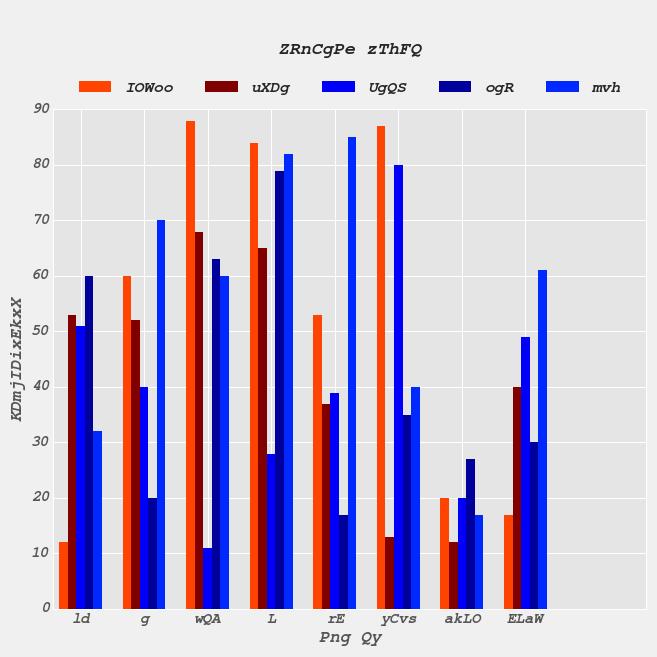 ZRnCgPe zThFQ
IOWoo uXDg UgQS ogR mvh
90
80
70
60
50
40
30
20
10
0
KDmjIDixEkxX
ld g wQA L rE yCvs akLO ELaW
Png Qy